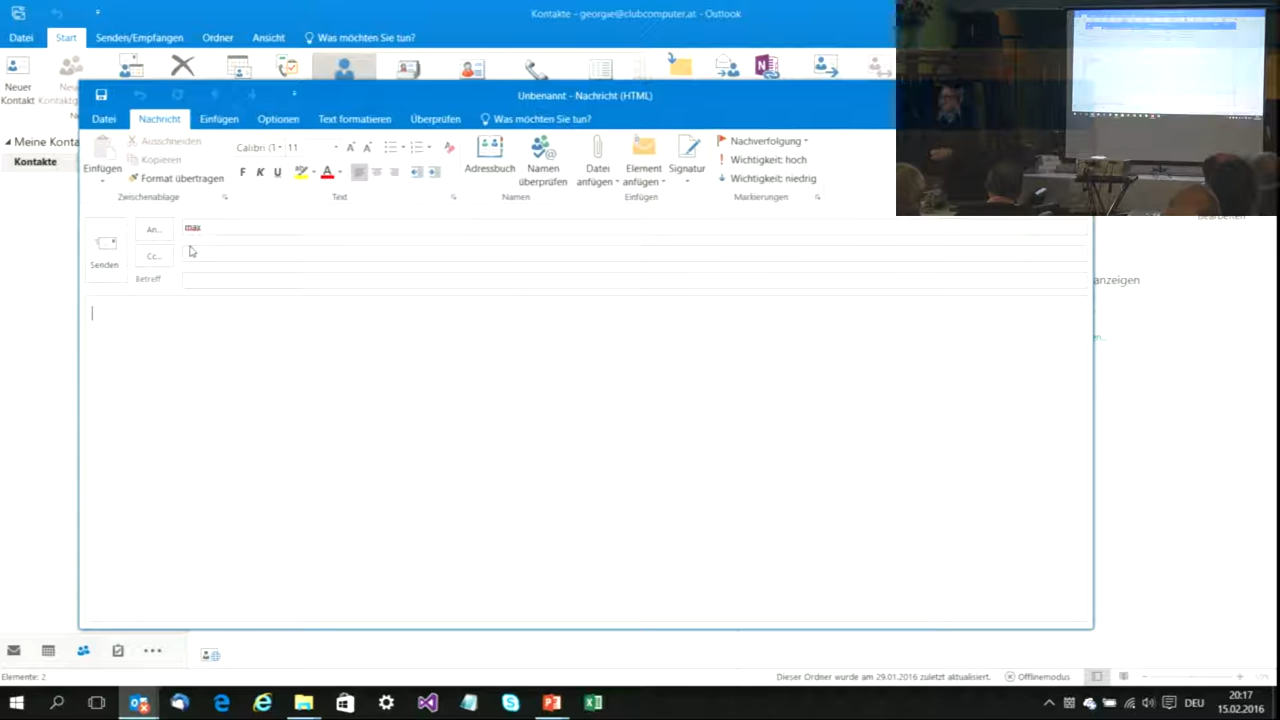 Kontakte - georgie@clubcomputer.at - Outlook
Datei Start Senden/Empfangen Ordner Ansicht Was möchten Sie tun?
Neuer
Kontakt
Unbenannt - Nachricht (HTML)
Datei Nachricht Einfügen Optionen Text formatieren Überprüfen Was möchten Sie tun?
Einfügen
Ausschneiden
Kopieren
Format übertragen
Zwischenablage
Calibri (T 11
F K U A
Text
Adressbuch
Namen
überprüfen
Namen
Datei
anfügen
Element
anfügen
Signatur
Einfügen
Nachverfolgung
Wichtigkeit: hoch
Wichtigkeit: niedrig
Markierungen
Meine Konta
Kontakte
Senden
An... max
Cc...
Betreff
Bearbeiten
anzeigen
en...
Elemente: 2
Dieser Ordner wurde am 29.01.2016 zuletzt aktualisiert.
Offlinemodus
DEU
20:17
15.02.2016